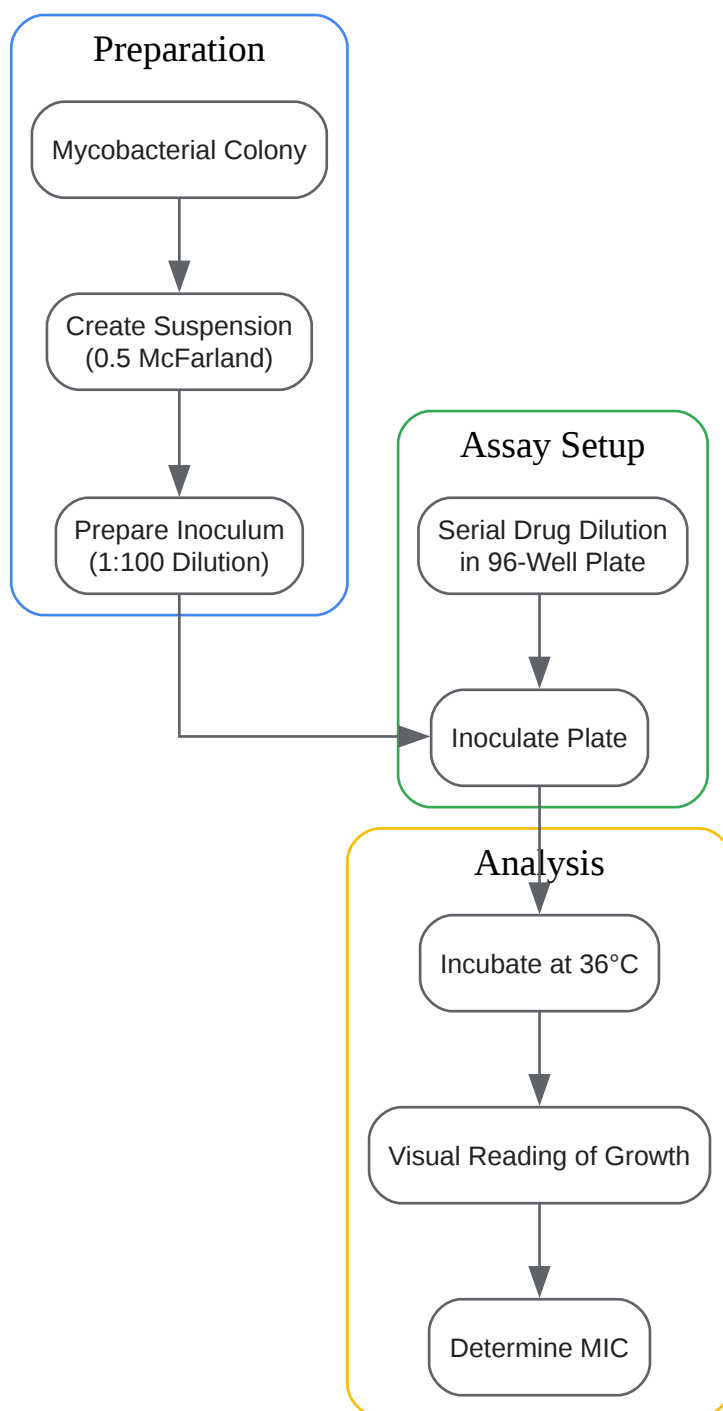 Preparation
Mycobacterial Colony
Create Suspension
(0.5 McFarland)
Prepare Inoculum
(1:100 Dilution)
Assay Setup
Serial Drug Dilution
in 96-Well Plate
Inoculate Plate
Analysis
Incubate at 36°C
Visual Reading of Growth
Determine MIC